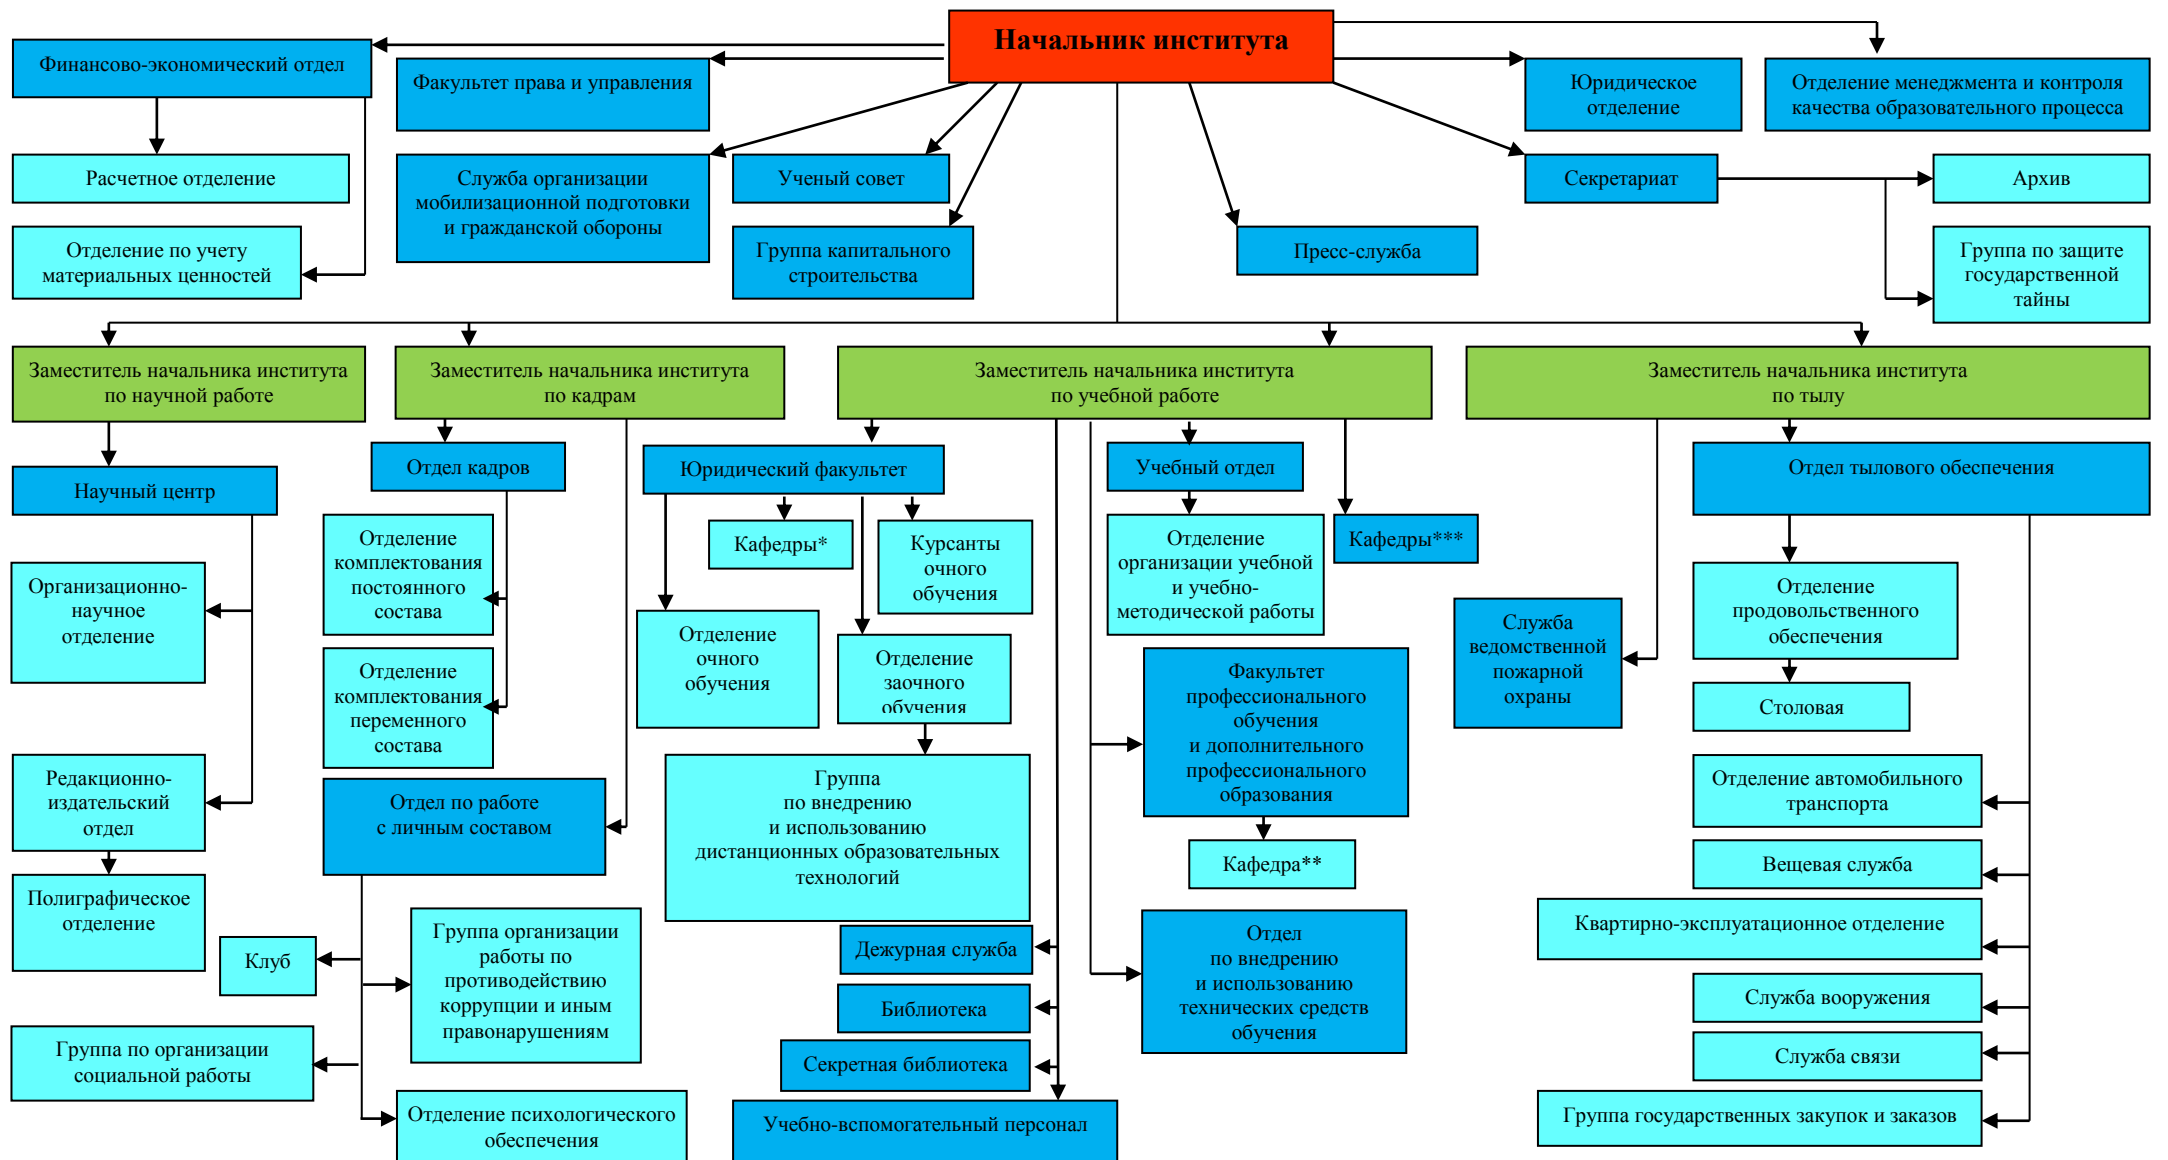 Начальник института
Финансово-экономический отдел
Факультет права и управления
Юридическое
отделение
Отделение менеджмента и контроля
качества образовательного процесса
Расчетное отделение
Служба организации
мобилизационной подготовки
и гражданской обороны
Ученый совет
Секретариат
Архив
Отделение по учету
материальных ценностей
Группа капитального
строительства
Пресс-служба
Группа по защите
государственной
тайны
Заместитель начальника института
по научной работе
Заместитель начальника института
по кадрам
Заместитель начальника института
по учебной работе
Заместитель начальника института
по тылу
Научный центр
Отдел кадров
Юридический факультет
Учебный отдел
Отдел тылового обеспечения
Организационно-
научное
отделение
Отделение
комплектования
постоянного
состава
Кафедры*
Курсанты
очного
обучения
Отделение
организации учебной
и учебно-
методической работы
Кафедры***
Отделение
продовольственного
обеспечения
Отделение
комплектования
переменного
состава
Отделение
очного
обучения
Отделение
заочного
обучения
Факультет
профессионального
обучения
и дополнительного
профессионального
образования
Служба
ведомственной
пожарной
охраны
Столовая
Редакционно-
издательский
отдел
Отдел по работе
с личным составом
Группа
по внедрению
и использованию
дистанционных образовательных
технологий
Кафедра**
Отделение автомобильного
транспорта
Вещевая служба
Полиграфическое
отделение
Клуб
Группа организации
работы по
противодействию
коррупции и иным
правонарушениям
Дежурная служба
Отдел
по внедрению
и использованию
технических средств
обучения
Квартирно-эксплуатационное отделение
Библиотека
Служба вооружения
Группа по организации
социальной работы
Секретная библиотека
Служба связи
Отделение психологического
обеспечения
Учебно-вспомогательный персонал
Группа государственных закупок и заказов